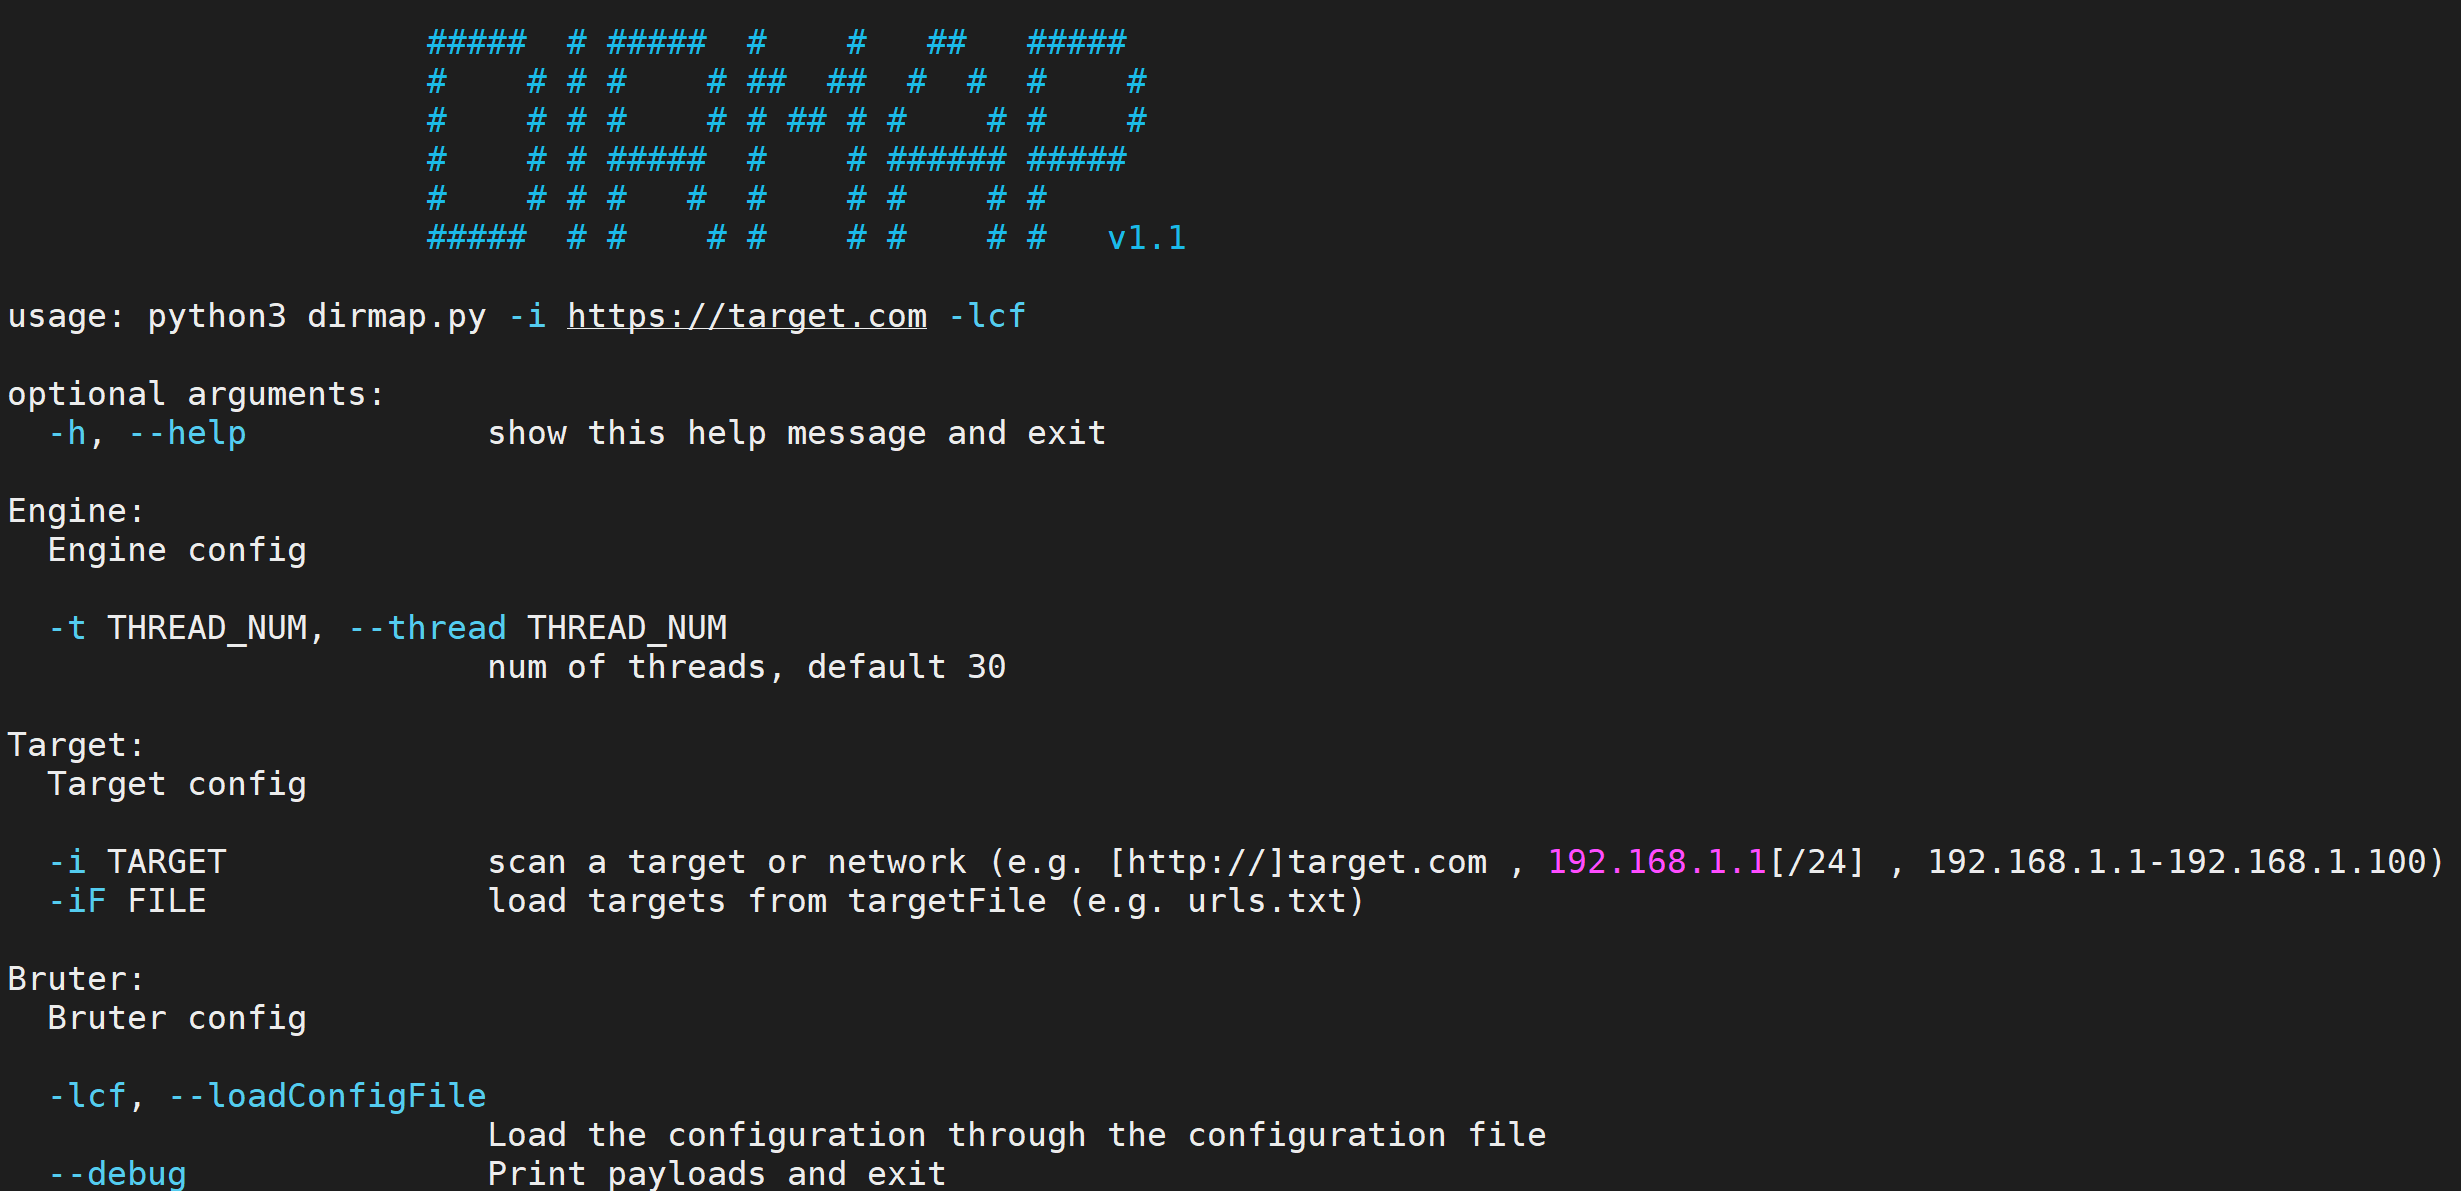 #####  # #####  #    #   ##   #####
#    # # #    # ##  ##  #  #  #    #
#    # # #    # # ## # #    # #    #
#    # # #####  #    # ###### #####
#    # # #   #  #    # #    # #
#####  # #    # #    # #    # #   v1.1
usage: python3 dirmap.py -i https://target.com -lcf
optional arguments:
-h, --help            show this help message and exit
Engine:
Engine config
-t THREAD_NUM, --thread THREAD_NUM
num of threads, default 30
Target:
Target config
-i TARGET             scan a target or network (e.g. [http://]target.com , 192.168.1.1[/24] , 192.168.1.1-192.168.1.100)
-iF FILE              load targets from targetFile (e.g. urls.txt)
Bruter:
Bruter config
-lcf, --loadConfigFile
Load the configuration through the configuration file
--debug               Print payloads and exit